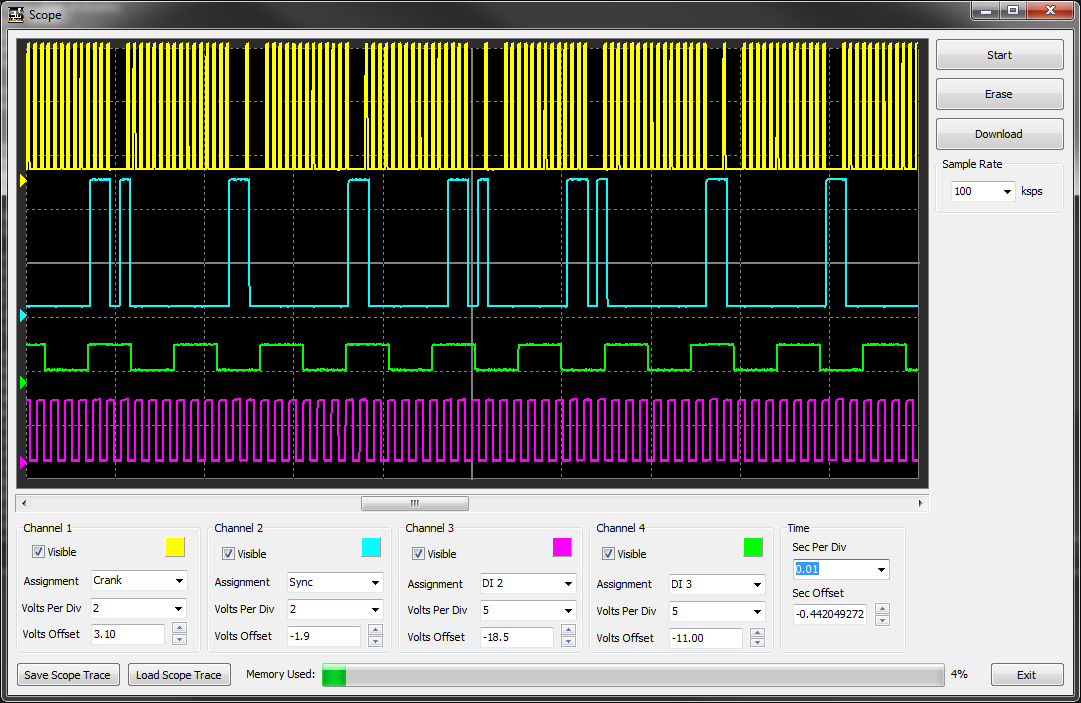 Scope
Start
Erase
Download
Sample Rate
100 ksps
Channel 1
Visible
Assignment Crank
Volts Per Div 2
Volts Offset 3.10
Channel 2
Visible
Assignment Sync
Volts Per Div 2
Volts Offset -1.9
Channel 3
Visible
Assignment DI 2
Volts Per Div 5
Volts Offset -18.5
Channel 4
Visible
Assignment DI 3
Volts Per Div 5
Volts Offset -11.00
Time
Sec Per Div
0.01
Sec Offset
-0.442049272
Save Scope Trace
Load Scope Trace
Memory Used:
4%
Exit